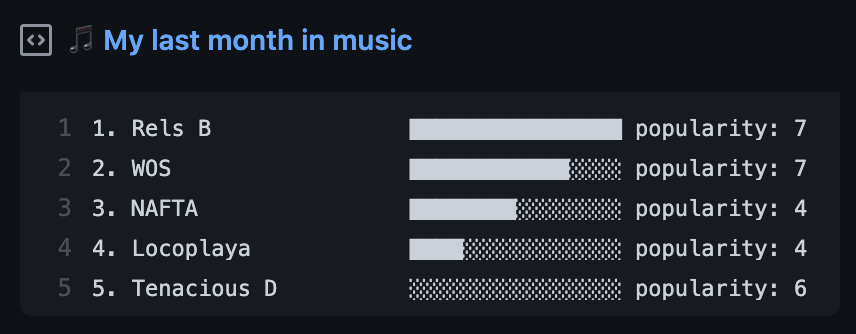 🎵 My last month in music
1 1. Rels B ████████████████ popularity: 7
2 2. WOS ████████████░░░░ popularity: 7
3 3. NAFTA ████████░░░░░░░░ popularity: 4
4 4. Locoplaya ████░░░░░░░░░░░░ popularity: 4
5 5. Tenacious D ░░░░░░░░░░░░░░░░ popularity: 6